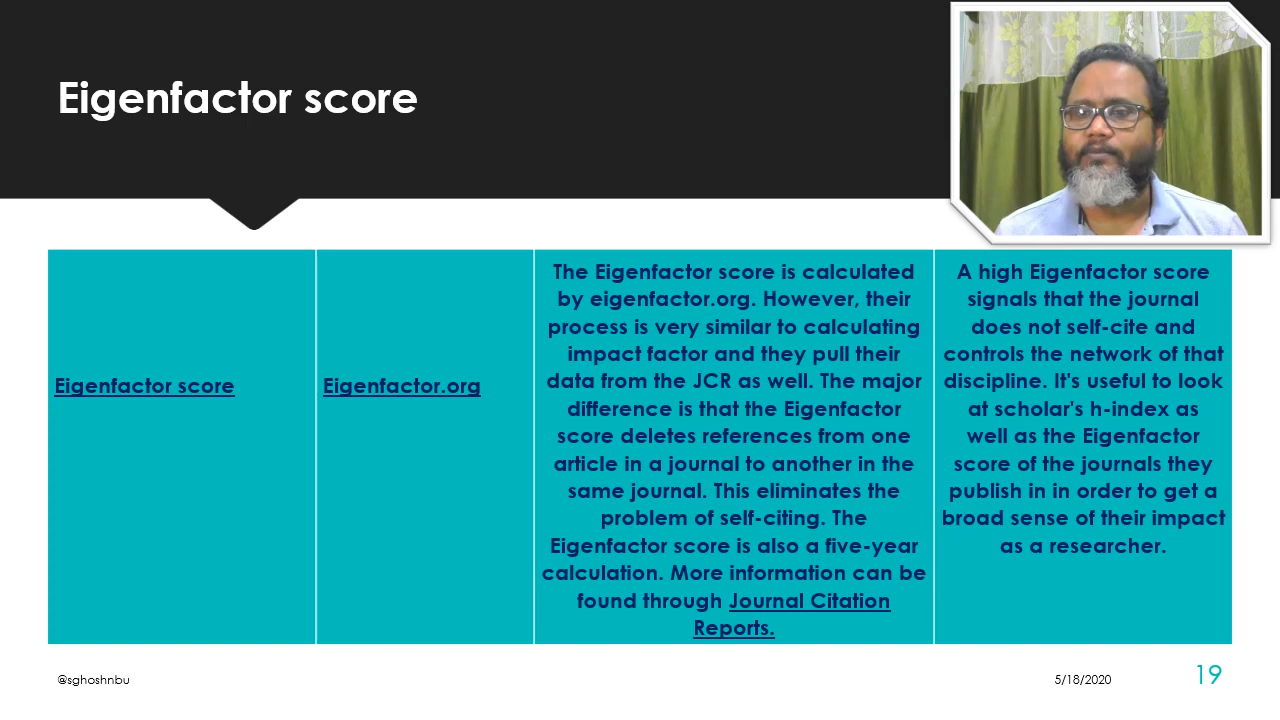 Eigenfactor score
Eigenfactor score
Eigenfactor.org
The Eigenfactor score is calculated
by eigenfactor.org. However, their
process is very similar to calculating
impact factor and they pull their
data from the JCR as well. The major
difference is that the Eigenfactor
score deletes references from one
article in a journal to another in the
same journal. This eliminates the
problem of self-citing. The
Eigenfactor score is also a five-year
calculation. More information can be
found through Journal Citation
Reports.
A high Eigenfactor score
signals that the journal
does not self-cite and
controls the network of that
discipline. It's useful to look
at scholar's h-index as
well as the Eigenfactor
score of the journals they
publish in in order to get a
broad sense of their impact
as a researcher.
@sghoshnbu
5/18/2020
19